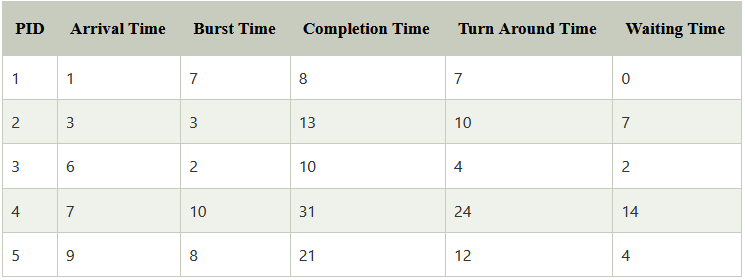 PID Arrival Time Burst Time Completion Time Turn Around Time Waiting Time
1 1 7 8 7 0
2 3 3 13 10 7
3 6 2 10 4 2
4 7 10 31 24 14
5 9 8 21 12 4